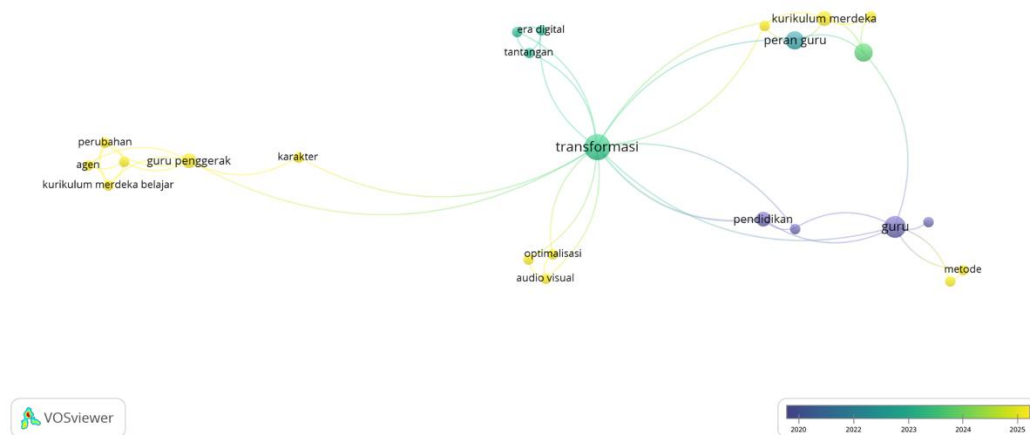 era digital
tantangan
kurikulum merdeka
peran guru
transformasi
perubahan
agen
guru penggerak
kurikulum merdeka belajar
karakter
pendidikan
guru
optimalisasi
audio visual
metode
VOSviewer
2020 2022 2023 2024 2025